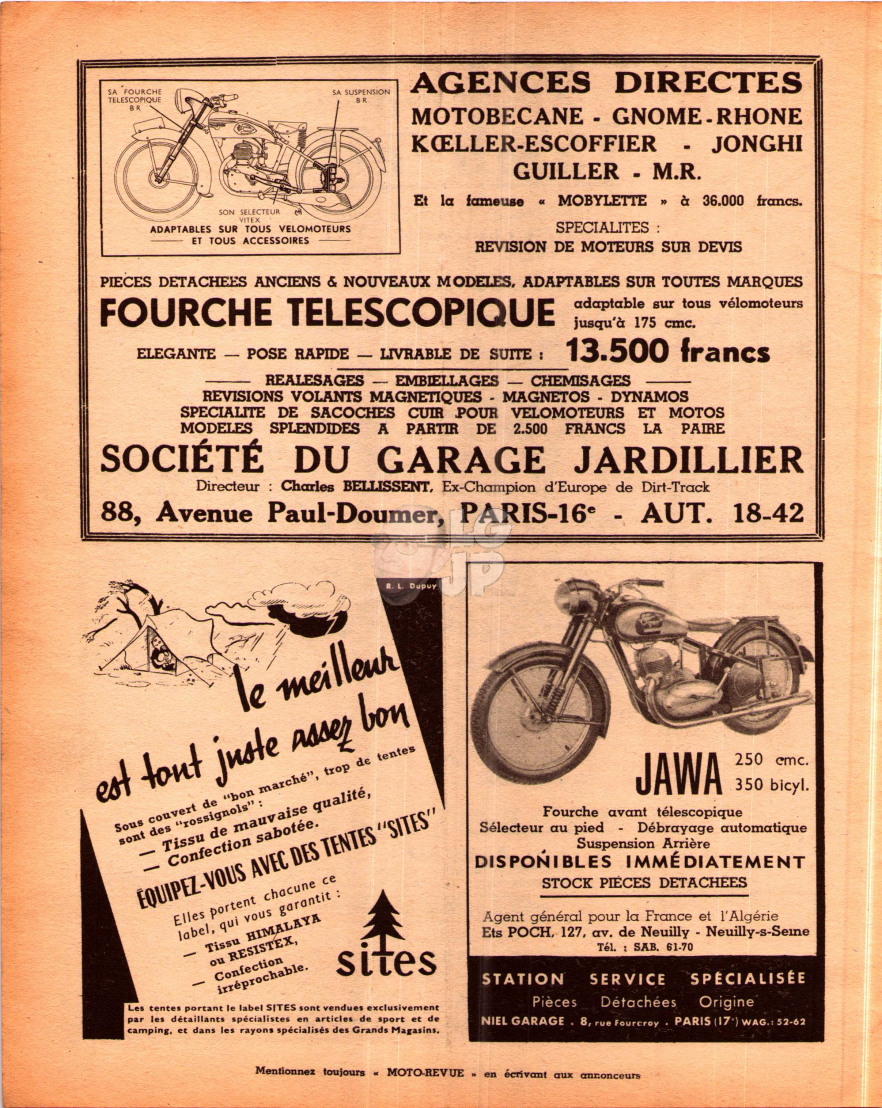 SA FOURCHE
TELESCOPIQUE
B R
SA SUSPENSION
B R
SON SELECTEUR
VITEX
ADAPTABLES SUR TOUS VELOMOTEURS
ET TOUS ACCESSOIRES
AGENCES DIRECTES
MOTOBECANE - GNOME-RHONE
KŒLLER-ESCOFFIER - JONGHI
GUILLER - M.R.
Et la fameuse « MOBYLETTE » à 36.000 francs.
SPECIALITES :
REVISION DE MOTEURS SUR DEVIS
PIECES DETACHEES ANCIENS & NOUVEAUX MODELES, ADAPTABLES SUR TOUTES MARQUES
FOURCHE TELESCOPIQUE
adaptable sur tous vélomoteurs
jusqu'à 175 cmc.
ELEGANTE — POSE RAPIDE — LIVRABLE DE SUITE : 13.500 francs
REALESAGES — EMBIELLAGES — CHEMISAGES
REVISIONS VOLANTS MAGNETIQUES - MAGNETOS - DYNAMOS
SPECIALITE DE SACOCHES CUIR POUR VELOMOTEURS ET MOTOS
MODELES SPLENDIDES A PARTIR DE 2.500 FRANCS LA PAIRE
SOCIÉTÉ DU GARAGE JARDILLIER
Directeur : Charles BELLISSENT, Ex-Champion d'Europe de Dirt-Track
88, Avenue Paul-Doumer, PARIS-16e - AUT. 18-42
LG
JP
R. L. Dupuy
le meilleur
est tout juste assez bon
Sous couvert de "bon marché", trop de tentes
sont des "rossignols" :
— Tissu de mauvaise qualité,
— Confection sabotée.
ÉQUIPEZ-VOUS AVEC DES TENTES "SITES"
Elles portent chacune ce
label, qui vous garantit :
— Tissu HIMALAYA
ou RESISTEX,
— Confection
irréprochable.
sites
Les tentes portant le label SITES sont vendues exclusivement
par les détaillants spécialistes en articles de sport et de
camping, et dans les rayons spécialisés des Grands Magasins.
JAWA
250 cmc.
350 bicyl.
Fourche avant télescopique
Sélecteur au pied - Débrayage automatique
Suspension Arrière
DISPONIBLES IMMÉDIATEMENT
STOCK PIÈCES DETACHEES
Agent général pour la France et l'Algérie
Ets POCH, 127, av. de Neuilly - Neuilly-s-Seine
Tél. : SAB. 61-70
STATION SERVICE SPÉCIALISÉE
Pièces Détachées Origine
NIEL GARAGE . 8, rue Fourcroy . PARIS (17e) WAG.: 52-62
Mentionnez toujours « MOTO-REVUE » en écrivant aux annonceurs